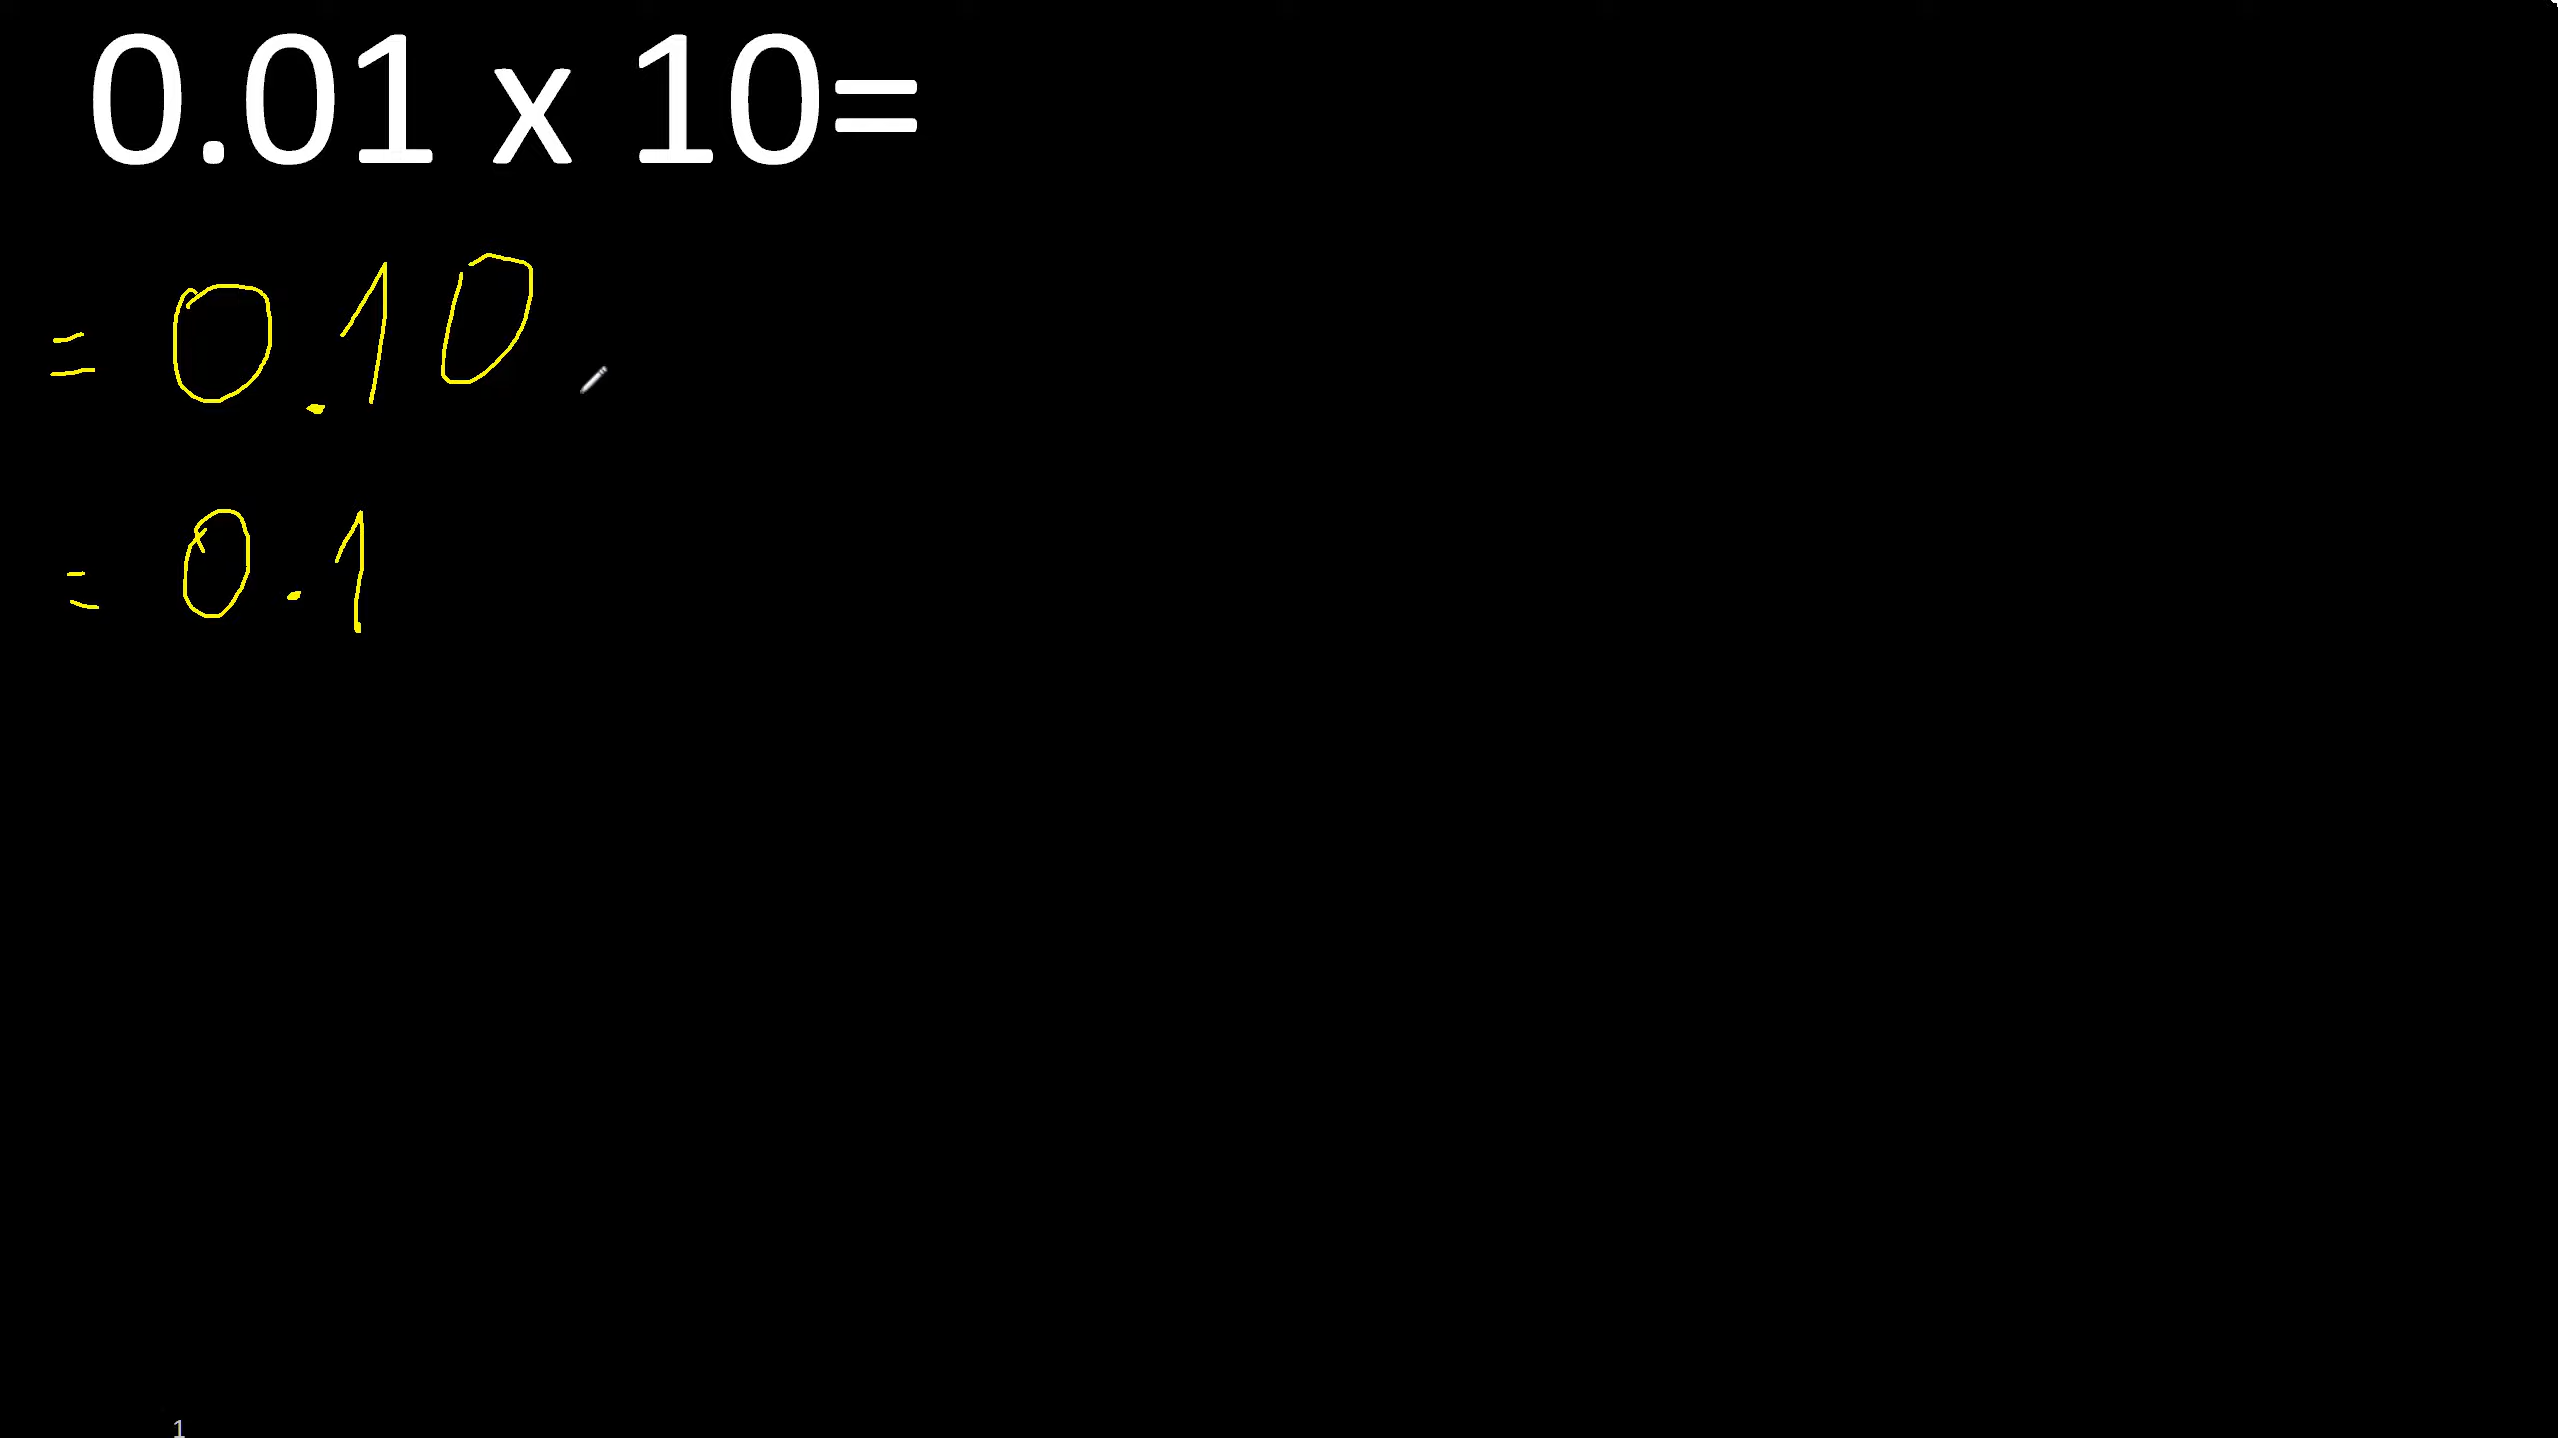 0.01 x 10=
= 0.10
= 0.1
1